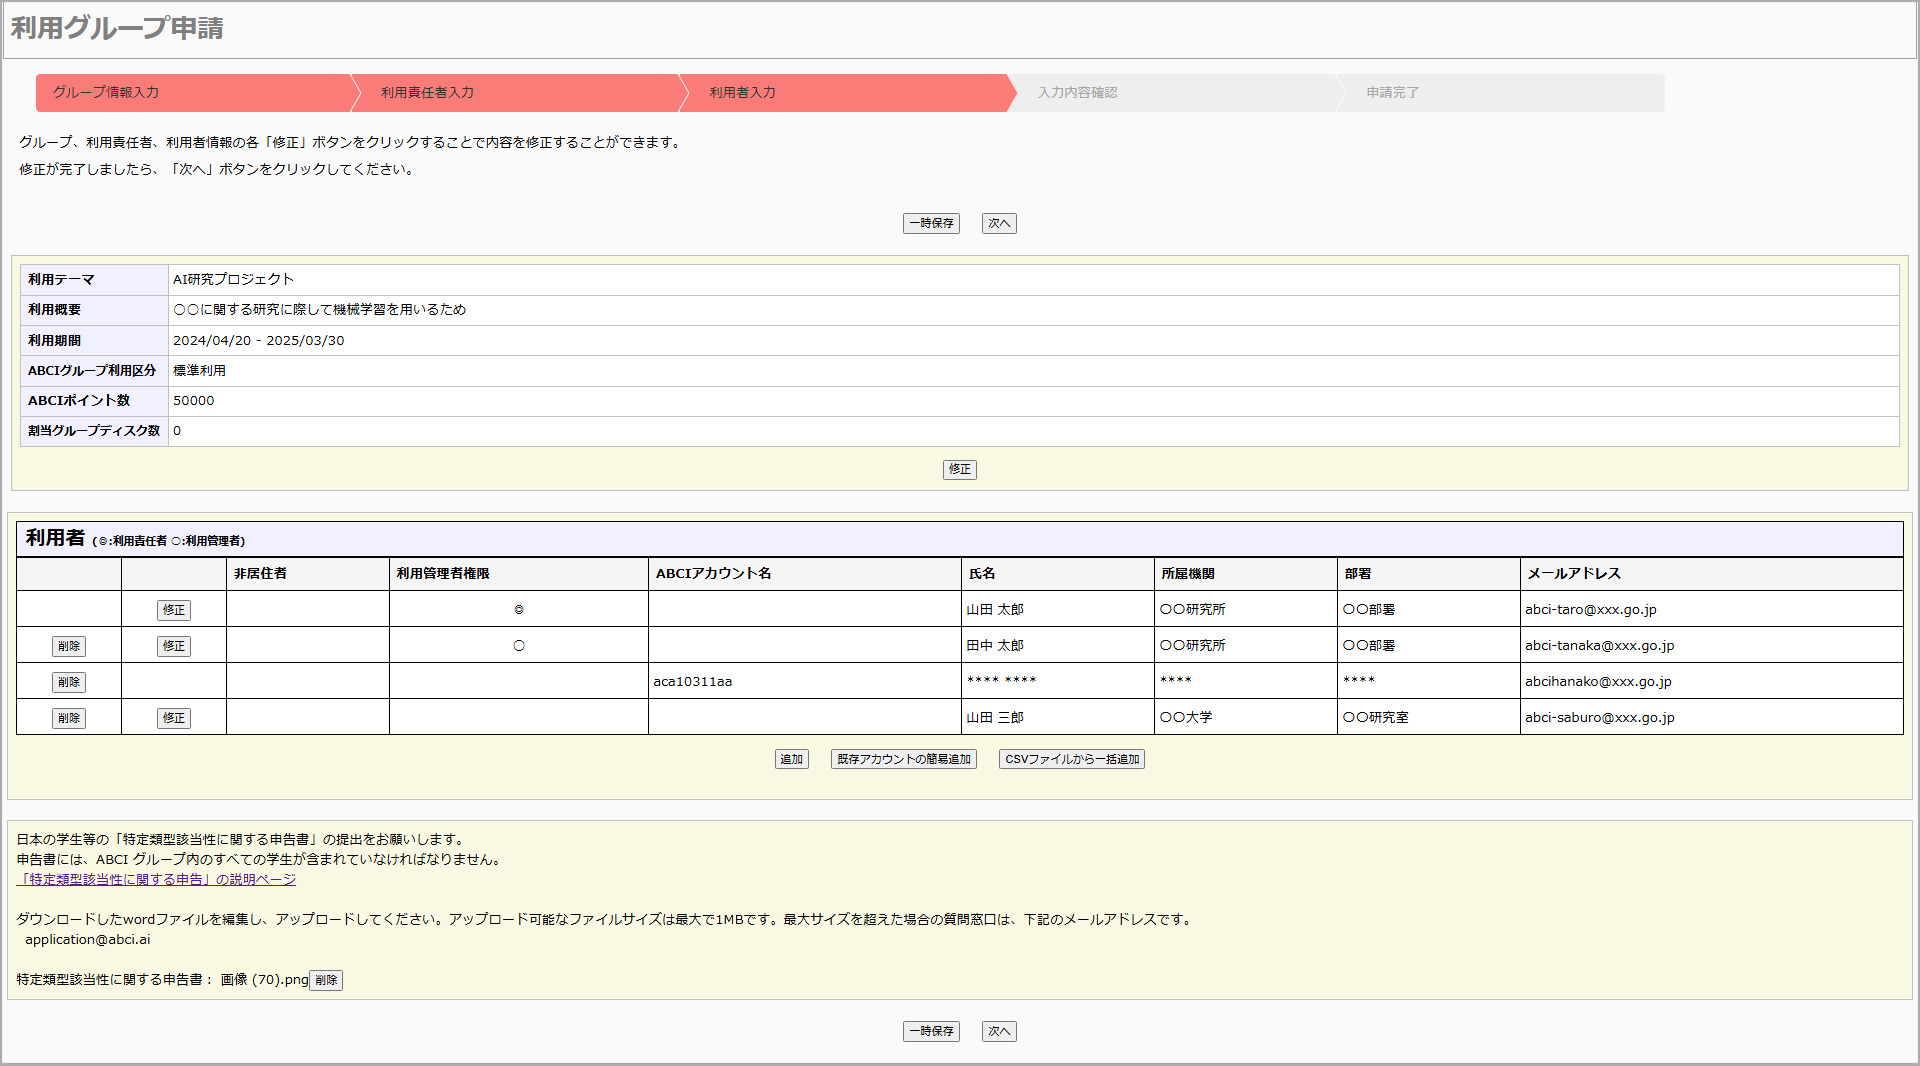 利用グループ申請
グループ情報入力 利用責任者入力 利用者入力 入力内容確認 申請完了
グループ、利用責任者、利用者情報の各「修正」ボタンをクリックすることで内容を修正することができます。
修正が完了しましたら、「次へ」ボタンをクリックしてください。
一時保存 次へ
利用テーマ AI研究プロジェクト
利用概要 〇〇に関する研究に際して機械学習を用いるため
利用期間 2024/04/20 - 2025/03/30
ABCIグループ利用区分 標準利用
ABCIポイント数 50000
割当グループディスク数 0
修正
利用者 (◎:利用責任者 ○:利用管理者)
非居住者 利用管理者権限 ABCIアカウント名 氏名 所属機関 部署 メールアドレス
修正 ◎ 山田 太郎 〇〇研究所 〇〇部署 abci-taro@xxx.go.jp
削除 修正 ○ 田中 太郎 〇〇研究所 〇〇部署 abci-tanaka@xxx.go.jp
削除 aca10311aa **** **** **** **** abcihanako@xxx.go.jp
削除 修正 山田 三郎 〇〇大学 〇〇研究室 abci-saburo@xxx.go.jp
追加 既存アカウントの簡易追加 CSVファイルから一括追加
日本の学生等の「特定類型該当性に関する申告書」の提出をお願いします。
申告書には、ABCI グループ内のすべての学生が含まれていなければなりません。
「特定類型該当性に関する申告」の説明ページ
ダウンロードしたwordファイルを編集し、アップロードしてください。アップロード可能なファイルサイズは最大で1MBです。最大サイズを超えた場合の質問窓口は、下記のメールアドレスです。
application@abci.ai
特定類型該当性に関する申告書： 画像 (70).png 削除
一時保存 次へ